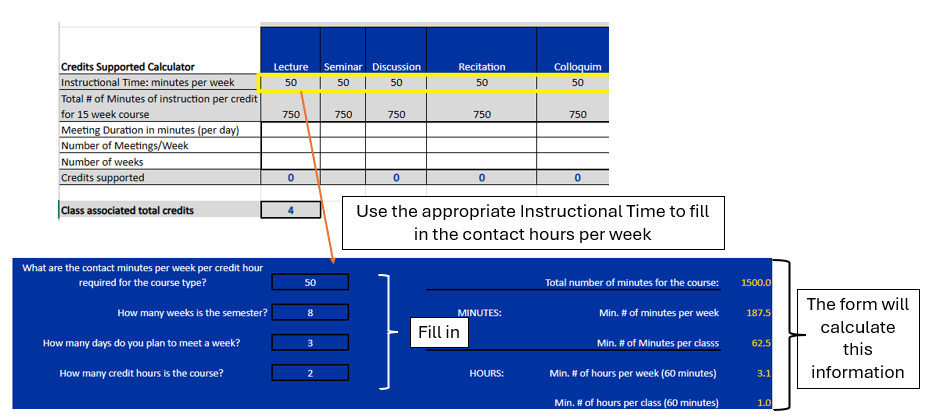 Credits Supported Calculator Lecture Seminar Discussion Recitation Colloquim
Instructional Time: minutes per week 50 50 50 50 50
Total # of Minutes of instruction per credit
for 15 week course 750 750 750 750 750
Meeting Duration in minutes (per day)
Number of Meetings/Week
Number of weeks
Credits supported 0 0 0 0
Class associated total credits 4
Use the appropriate Instructional Time to fill
in the contact hours per week
What are the contact minutes per week per credit hour
required for the course type? 50
How many weeks is the semester? 8
How many days do you plan to meet a week? 3
How many credit hours is the course? 2
Fill in
Total number of minutes for the course: 1500.0
MINUTES: Min. # of minutes per week 187.5
Min. # of Minutes per classs 62.5
HOURS: Min. # of hours per week (60 minutes) 3.1
Min. # of hours per class (60 minutes) 1.0
The form will
calculate
this
information